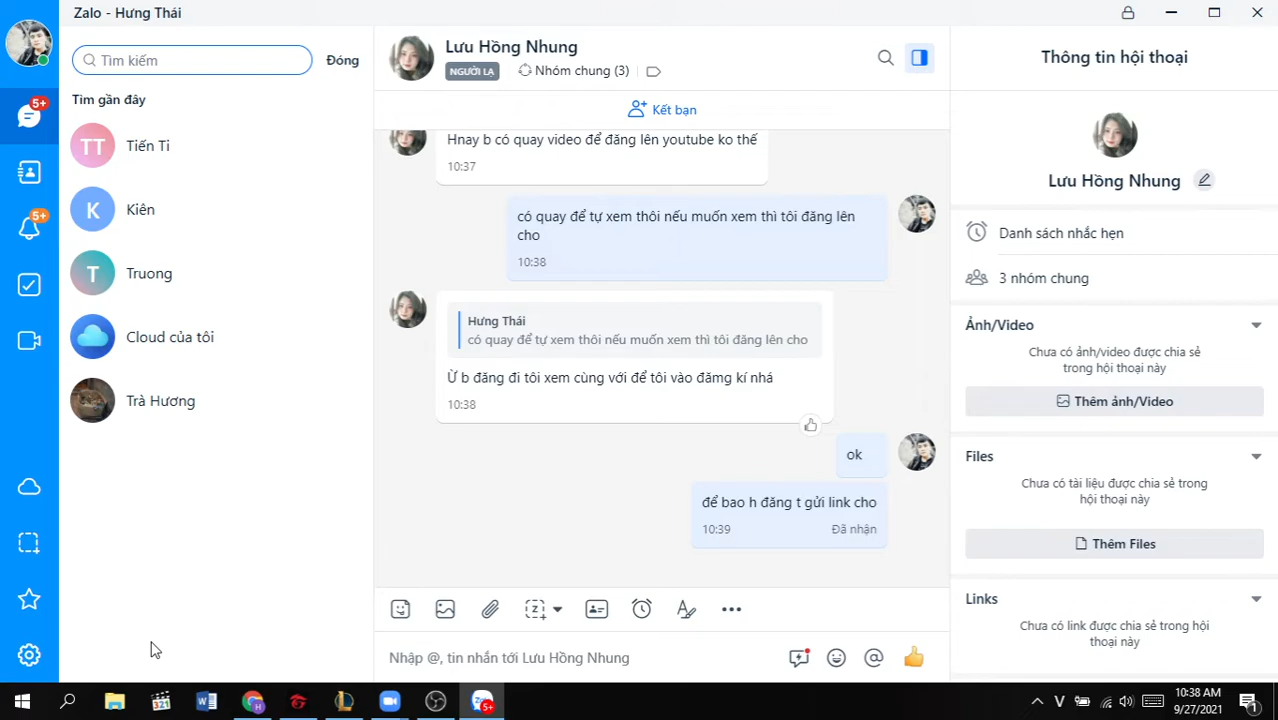 Zalo - Hưng Thái
Tìm kiếm
Đóng
Tìm gần đây
TT
Tiến Tỉ
K
Kiên
T
Truong
Cloud của tôi
Trà Hương
5+
5+
Lưu Hồng Nhung
NGƯỜI LẠ
Nhóm chung (3)
Kết bạn
Hnay b có quay video để đăng lên youtube ko thế
10:37
có quay để tự xem thôi nếu muốn xem thì tôi đăng lên
cho
10:38
Hưng Thái
có quay để tự xem thôi nếu muốn xem thì tôi đăng lên cho
Ừ b đăng đi tôi xem cùng với để tôi vào đămg kí nhá
10:38
ok
để bao h đăng t gửi link cho
10:39
Đã nhận
Nhập @, tin nhắn tới Lưu Hồng Nhung
Thông tin hội thoại
Lưu Hồng Nhung
Danh sách nhắc hẹn
3 nhóm chung
Ảnh/Video
Chưa có ảnh/video được chia sẻ
trong hội thoại này
Thêm ảnh/Video
Files
Chưa có tài liệu được chia sẻ trong
hội thoại này
Thêm Files
Links
Chưa có link được chia sẻ trong hội
thoại này
321
5+
V
10:38 AM
9/27/2021
1